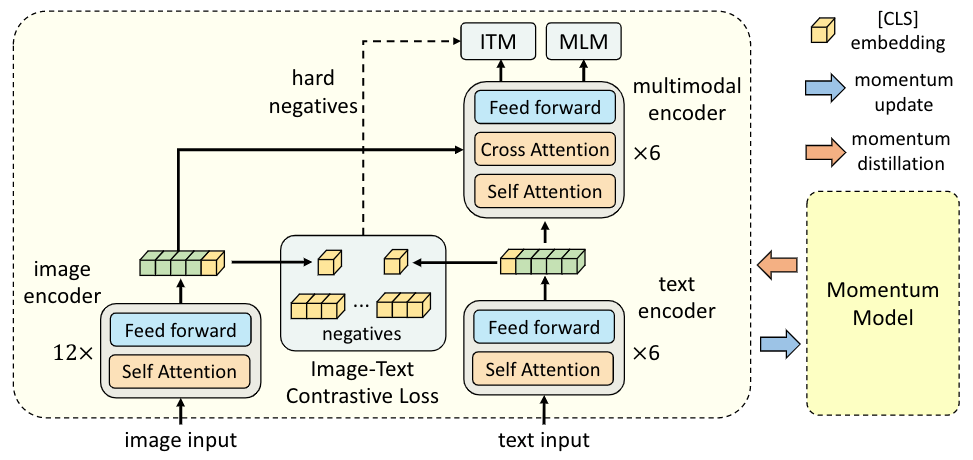 ITM
MLM
hard
negatives
multimodal
encoder
Feed forward
Cross Attention
Self Attention
×6
[CLS]
embedding
momentum
update
momentum
distillation
image
encoder
12×
Feed forward
Self Attention
image input
...
negatives
Image-Text
Contrastive Loss
text
encoder
Feed forward
Self Attention
×6
text input
Momentum
Model